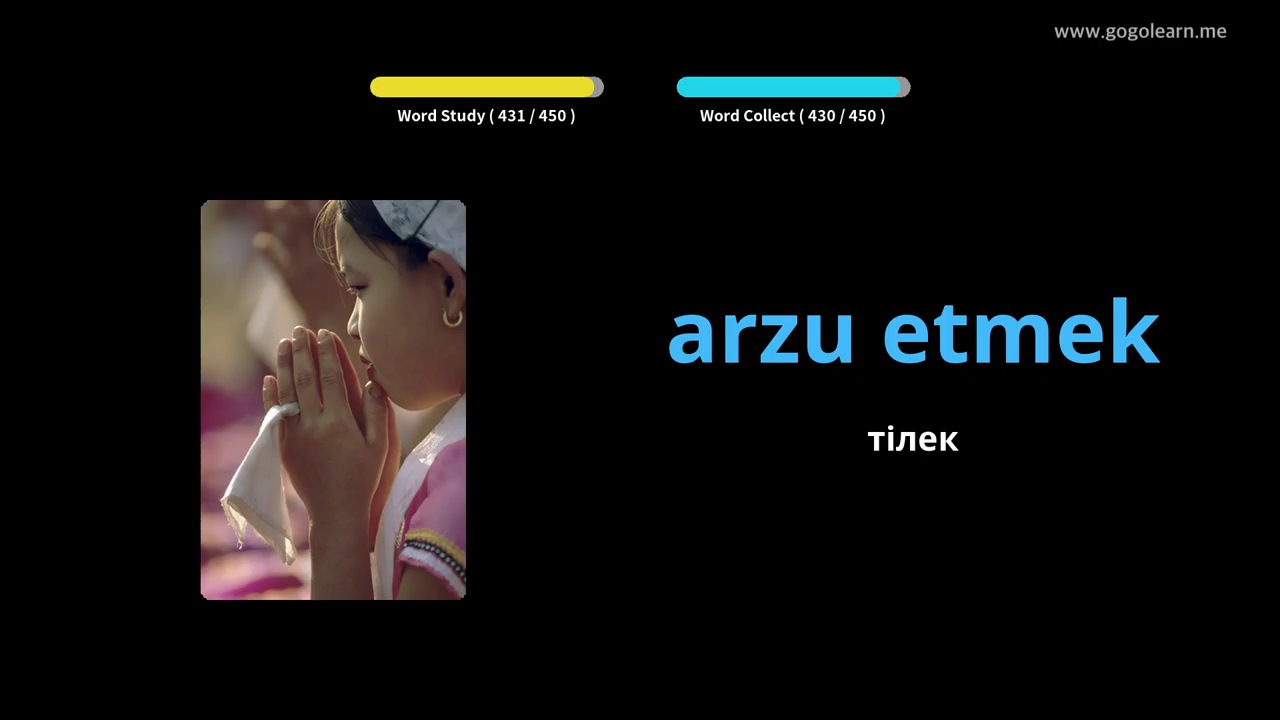 www.gogolearn.me
Word Study ( 431 / 450 )
Word Collect ( 430 / 450 )
arzu etmek
тілек